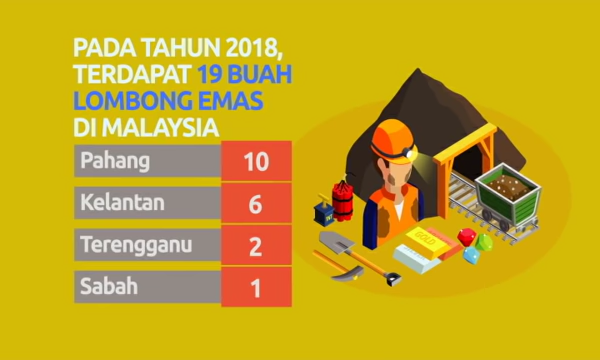 PADA TAHUN 2018,
TERDAPAT 19 BUAH
LOMBONG EMAS
DI MALAYSIA
Pahang 10
Kelantan 6
Terengganu 2
Sabah 1
GOLD